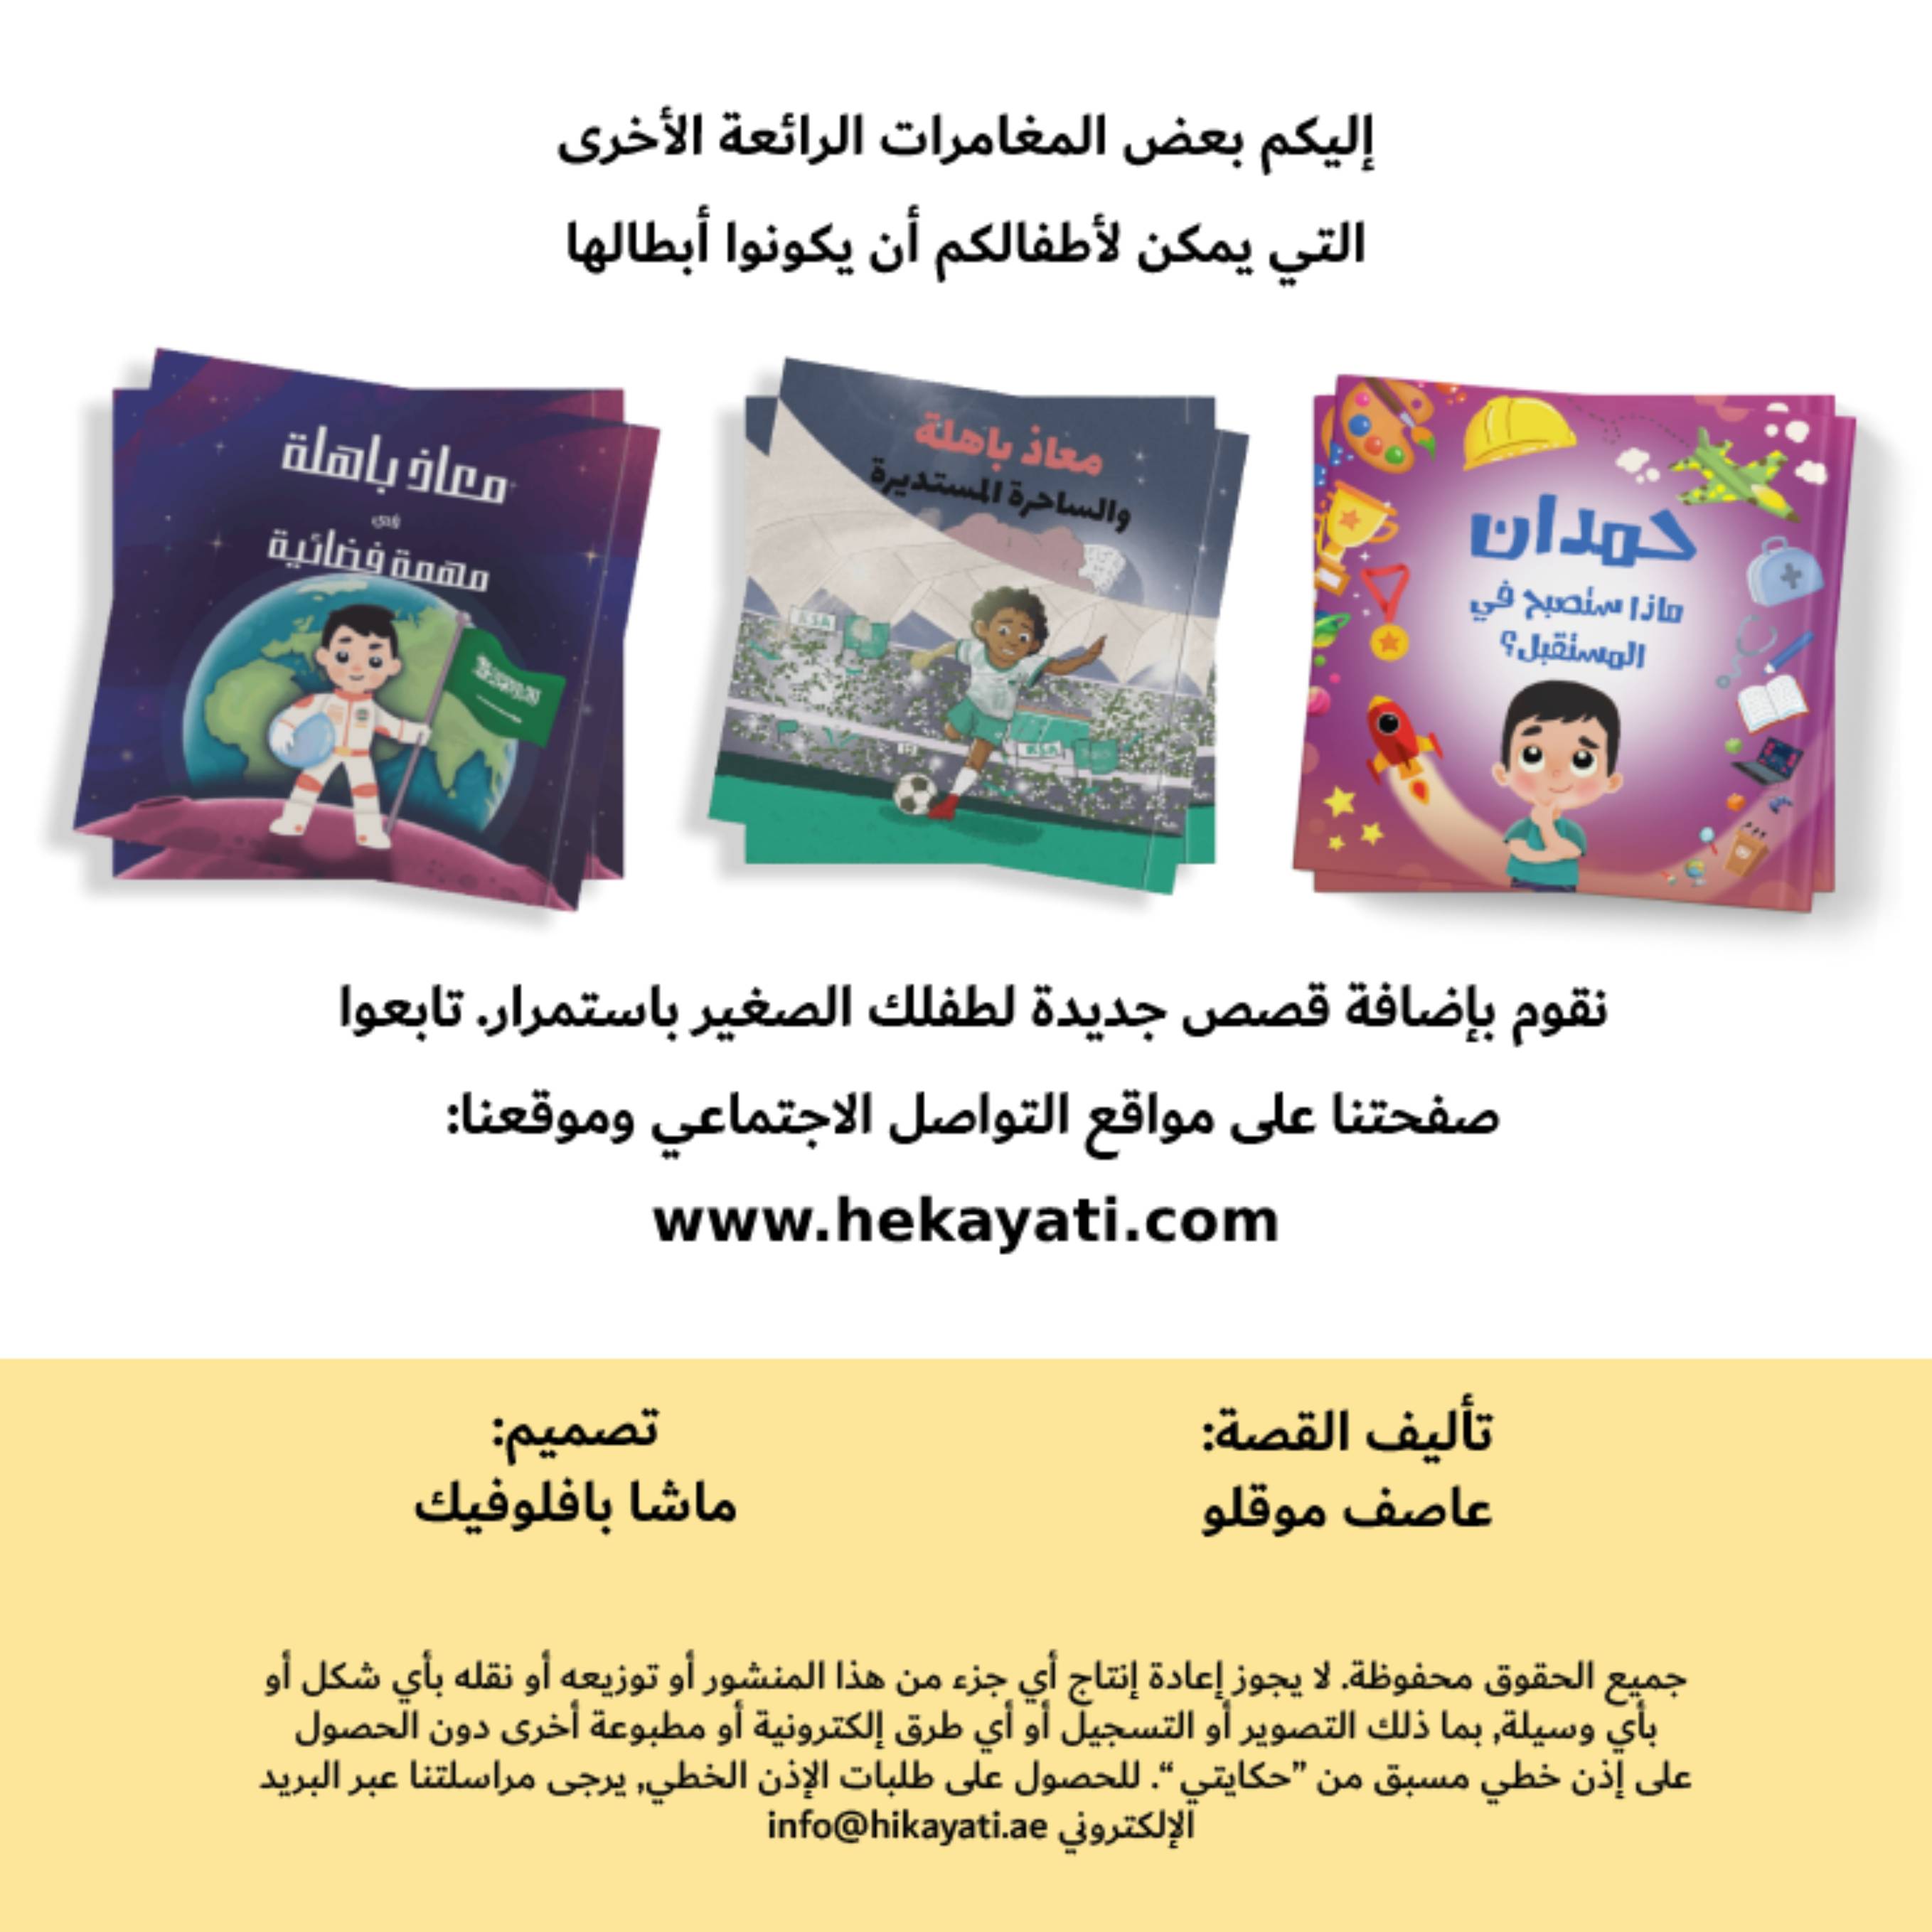 إليكم بعض المغامرات الرائعة الأخرى
التي يمكن لأطفالكم أن يكونوا أبطالها
حمدان
ماذا ستصبح في
المستقبل؟
معاذ باهلة
والساحرة المستديرة
KSA
KSA
معاذ باهلة
في
مهمة فضائية
نقوم بإضافة قصص جديدة لطفلك الصغير باستمرار. تابعوا
صفحتنا على مواقع التواصل الاجتماعي وموقعنا:
www.hekayati.com
تأليف القصة:
عاصف موقلو
تصميم:
ماشا بافلوفيك
جميع الحقوق محفوظة. لا يجوز إعادة إنتاج أي جزء من هذا المنشور أو توزيعه أو نقله بأي شكل أو
بأي وسيلة, بما ذلك التصوير أو التسجيل أو أي طرق إلكترونية أو مطبوعة أخرى دون الحصول
على إذن خطي مسبق من ”حكايتي“. للحصول على طلبات الإذن الخطي, يرجى مراسلتنا عبر البريد
الإلكتروني info@hikayati.ae